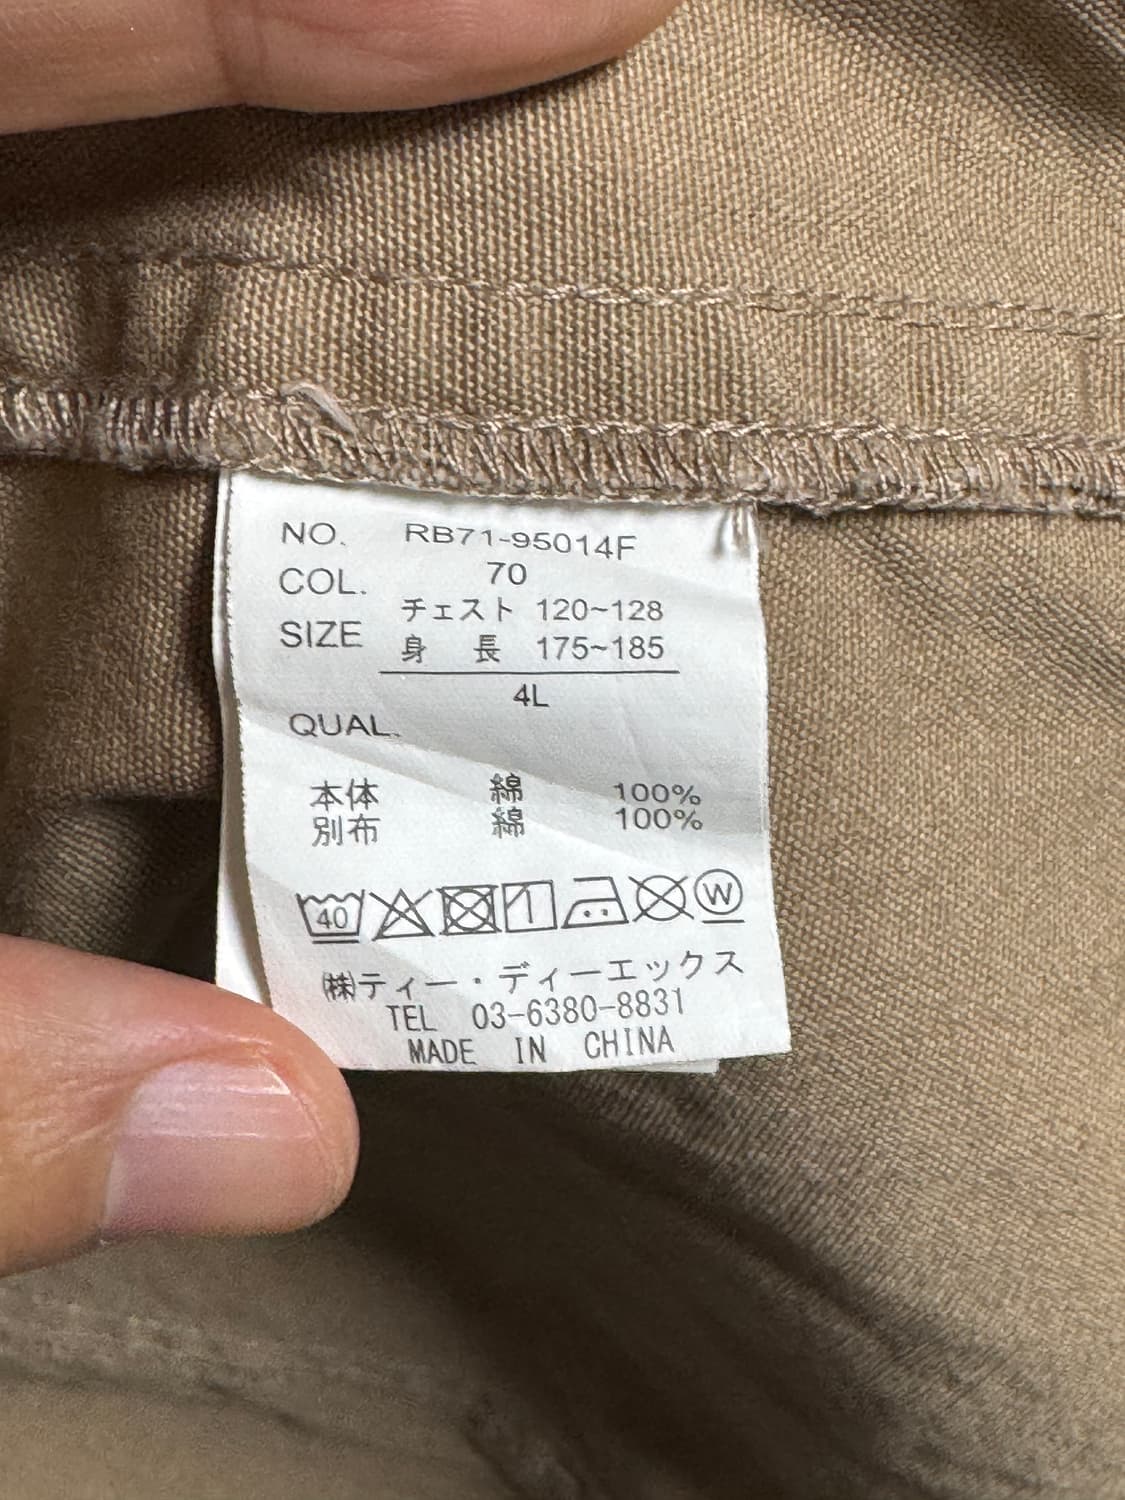 NO. RB71-95014F
COL. 70
SIZE チェスト 120~128
身 長 175~185
4L
QUAL.
本体 綿 100%
別布 綿 100%
40 W
㈱ティー・ディーエックス
TEL 03-6380-8831
MADE IN CHINA